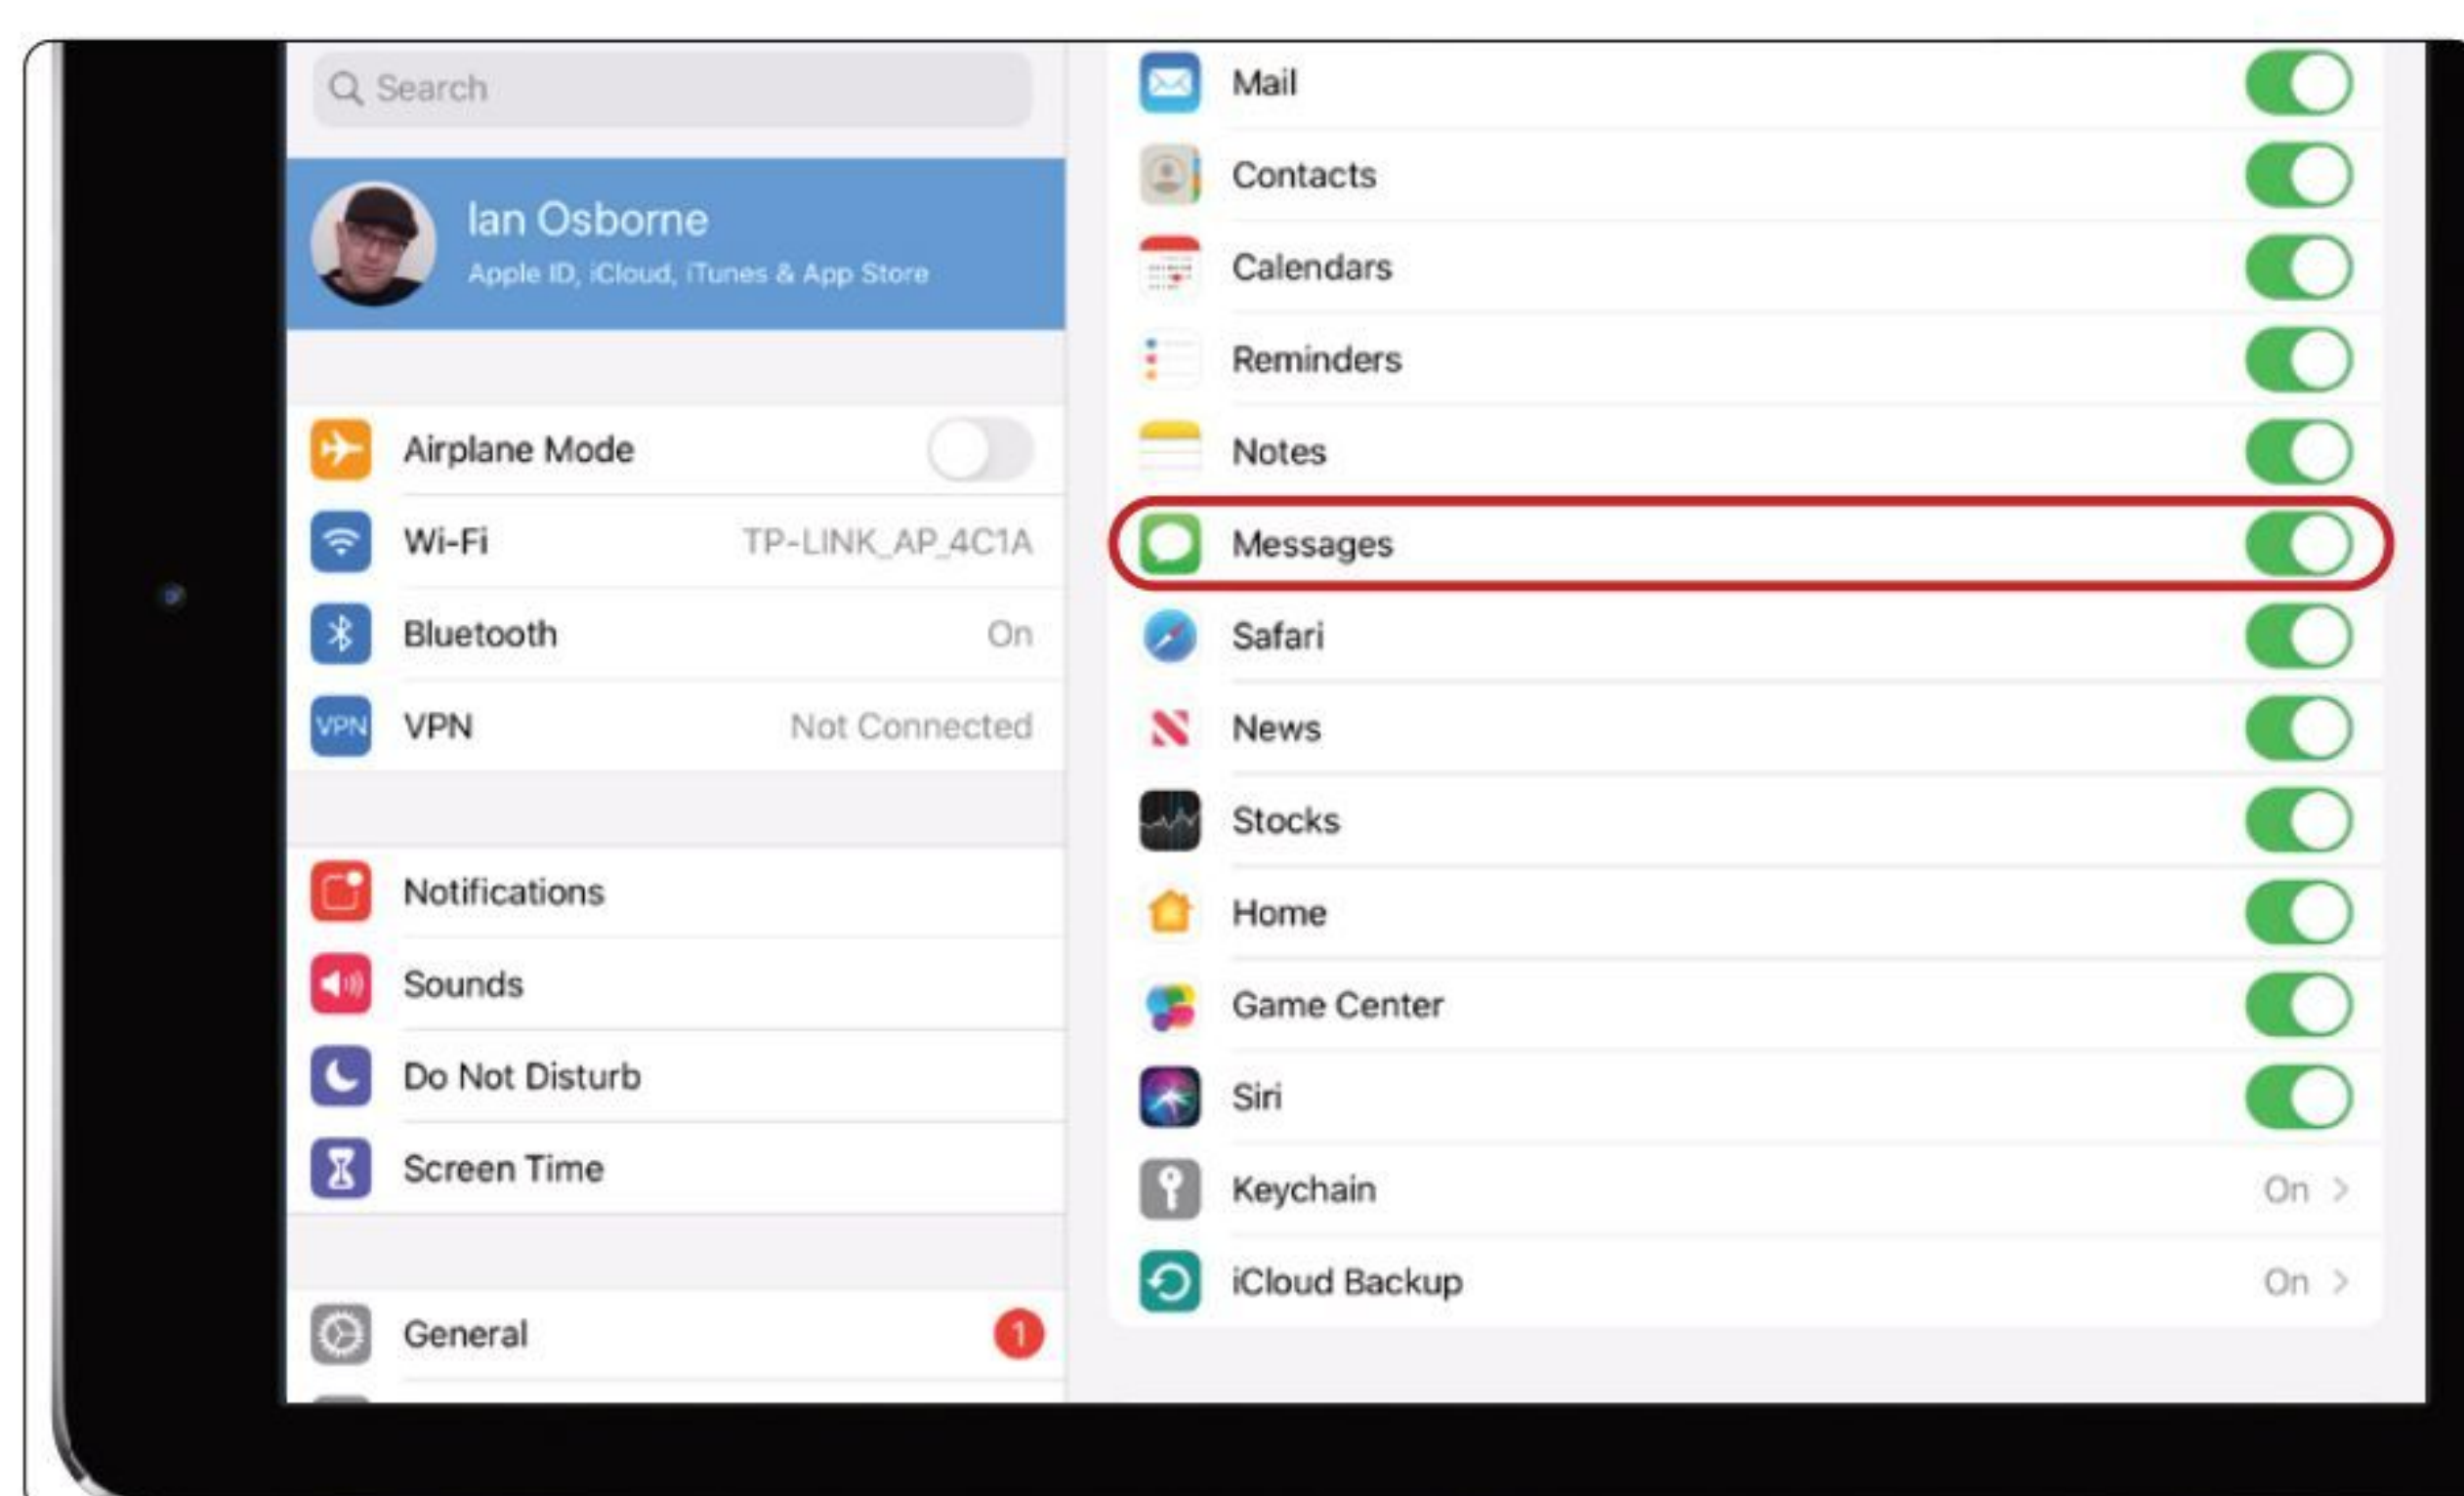 Search
Ian Osborne
Apple ID, iCloud, iTunes & App Store
Airplane Mode
Wi-Fi TP-LINK_AP_4C1A
Bluetooth On
VPN VPN Not Connected
Notifications
Sounds
Do Not Disturb
Screen Time
General 1
Mail
Contacts
Calendars
Reminders
Notes
Messages
Safari
News
Stocks
Home
Game Center
Siri
Keychain On >
iCloud Backup On >